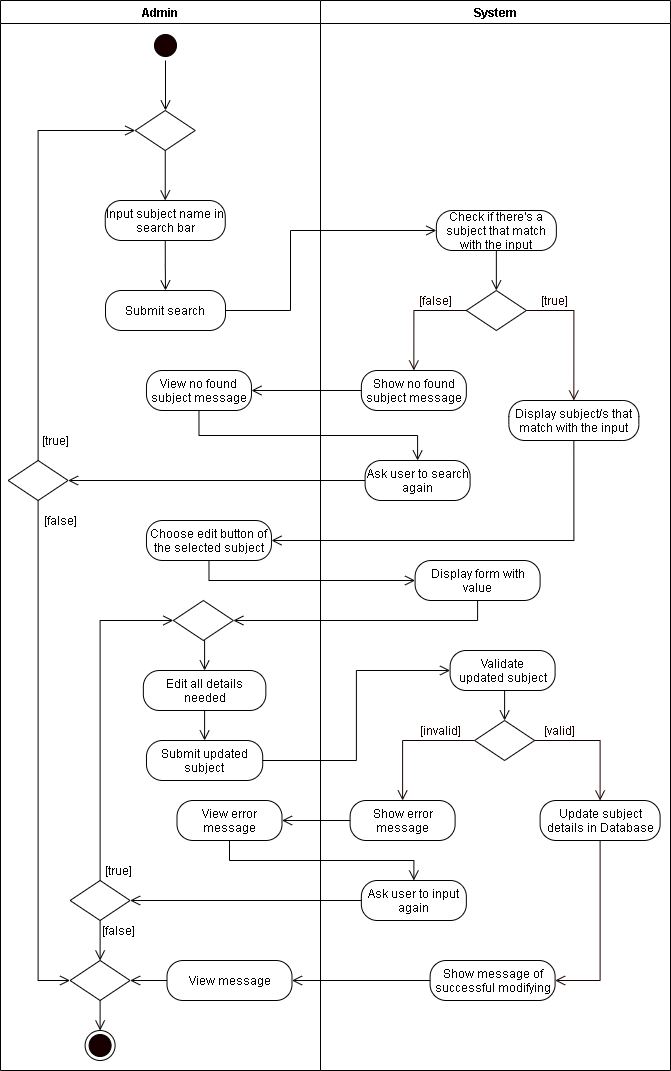 Admin
System
Input subject name in
search bar
Check if there's a
subject that match
with the input
Submit search
[false]
[true]
View no found
subject message
Show no found
subject message
Display subject/s that
match with the input
[true]
Ask user to search
again
[false]
Choose edit button of
the selected subject
Display form with
value
Edit all details
needed
Validate
updated subject
Submit updated
subject
[invalid]
[valid]
View error
message
Show error
message
Update subject
details in Database
[true]
Ask user to input
again
[false]
View message
Show message of
successful modifying